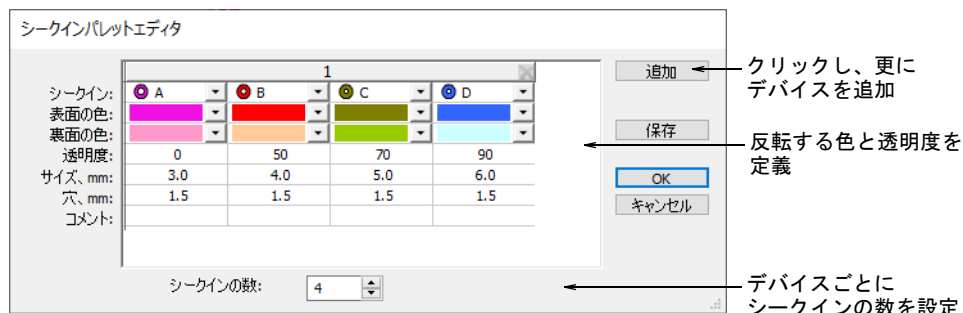 シークインパレットエディタ
1
シークイン: A B C D
表面の色:
裏面の色:
透明度: 0 50 70 90
サイズ、mm: 3.0 4.0 5.0 6.0
穴、mm: 1.5 1.5 1.5 1.5
コメント:
シークインの数: 4
追加
保存
OK
キャンセル
クリックし、更に
デバイスを追加
反転する色と透明度を
定義
デバイスごとに
シークインの数を設定